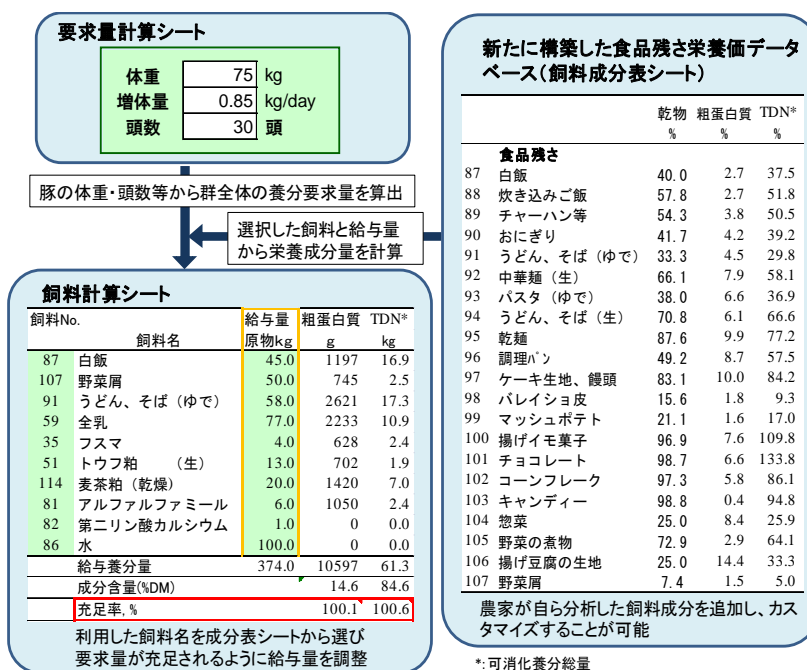 要求量計算シート
体重 75 kg
増体量 0.85 kg/day
頭数 30 頭
豚の体重・頭数等から群全体の養分要求量を算出
選択した飼料と給与量
から栄養成分量を計算
飼料計算シート
飼料No. 給与量 粗蛋白質 TDN*
飼料名 原物kg g kg
87 白飯 45.0 1197 16.9
107 野菜屑 50.0 745 2.5
91 うどん、そば（ゆで） 58.0 2621 17.3
59 全乳 77.0 2233 10.9
35 フスマ 4.0 628 2.4
51 トウフ粕 （生） 13.0 702 1.9
114 麦茶粕（乾燥） 20.0 1420 7.0
81 アルファルファミール 6.0 1050 2.4
82 第二リン酸カルシウム 1.0 0 0.0
86 水 100.0 0 0.0
給与養分量 374.0 10597 61.3
成分含量(%DM) 14.6 84.6
充足率, % 100.1 100.6
利用した飼料名を成分表シートから選び
要求量が充足されるように給与量を調整
新たに構築した食品残さ栄養価データ
ベース（飼料成分表シート）
乾物 粗蛋白質 TDN*
% % %
食品残さ
87 白飯 40.0 2.7 37.5
88 炊き込みご飯 57.8 2.7 51.8
89 チャーハン等 54.3 3.8 50.5
90 おにぎり 41.7 4.2 39.2
91 うどん、そば（ゆで） 33.3 4.5 29.8
92 中華麺（生） 66.1 7.9 58.1
93 パスタ（ゆで） 38.0 6.6 36.9
94 うどん、そば（生） 70.8 6.1 66.6
95 乾麺 87.6 9.9 77.2
96 調理パン 49.2 8.7 57.5
97 ケーキ生地、饅頭 83.1 10.0 84.2
98 バレイショ皮 15.6 1.8 9.3
99 マッシュポテト 21.1 1.6 17.0
100 揚げイモ菓子 96.9 7.6 109.8
101 チョコレート 98.7 6.6 133.8
102 コーンフレーク 97.3 5.8 86.1
103 キャンディー 98.8 0.4 94.8
104 惣菜 25.0 8.4 25.9
105 野菜の煮物 72.9 2.9 64.1
106 揚げ豆腐の生地 25.0 14.4 33.3
107 野菜屑 7.4 1.5 5.0
農家が自ら分析した飼料成分を追加し、カス
タマイズすることが可能
*:可消化養分総量